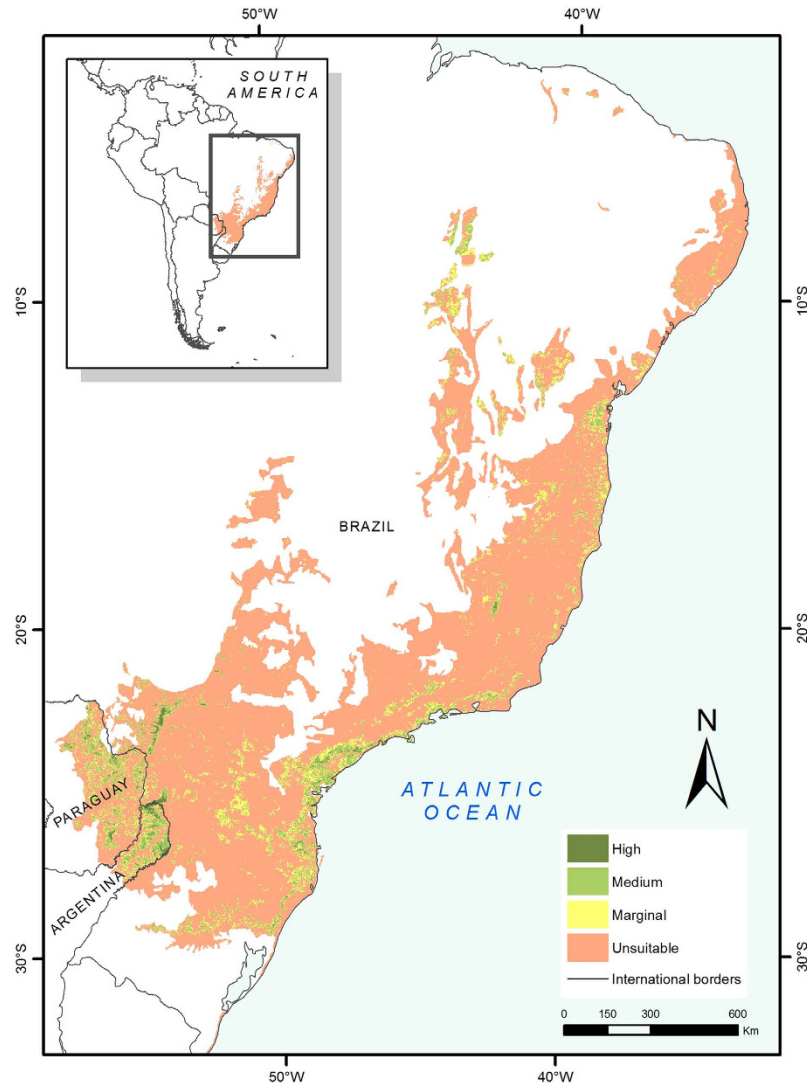 50°W
40°W
SOUTH
AMERICA
10°S
10°S
BRAZIL
20°S
20°S
N
PARAGUAY
ATLANTIC
OCEAN
ARGENTINA
High
Medium
Marginal
Unsuitable
International borders
30°S
30°S
0 150 300 600
Km
50°W
40°W